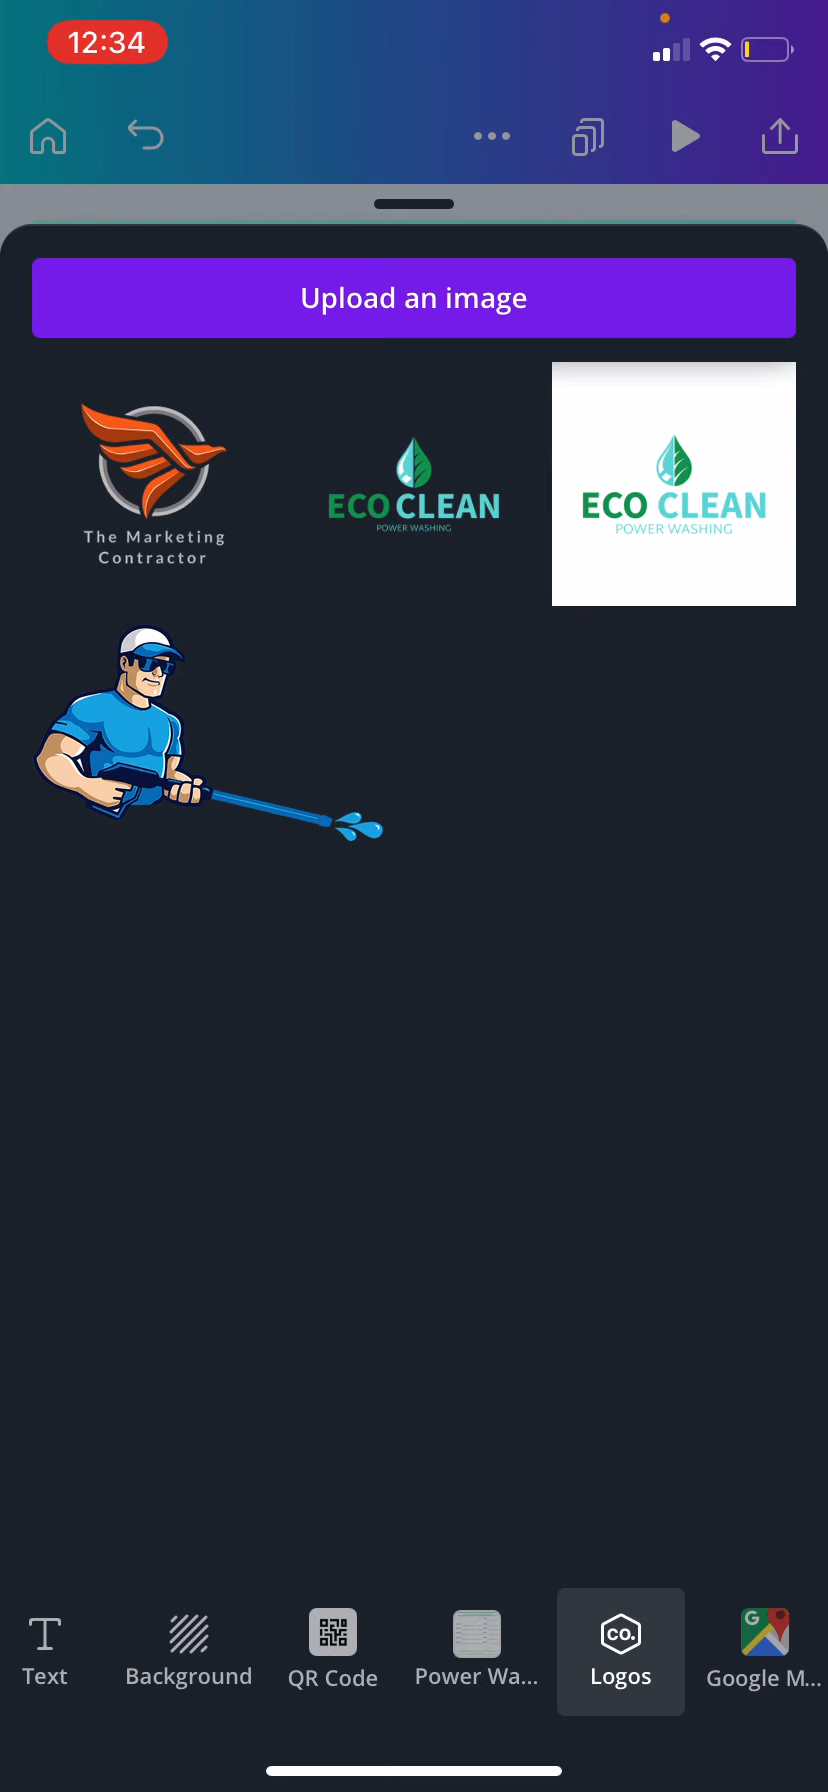 12:34
Upload an image
The Marketing
Contractor
ECO CLEAN
POWER WASHING
ECO CLEAN
POWER WASHING
Text
Background
QR Code
Power Wa...
CO.
Logos
G
Google M...